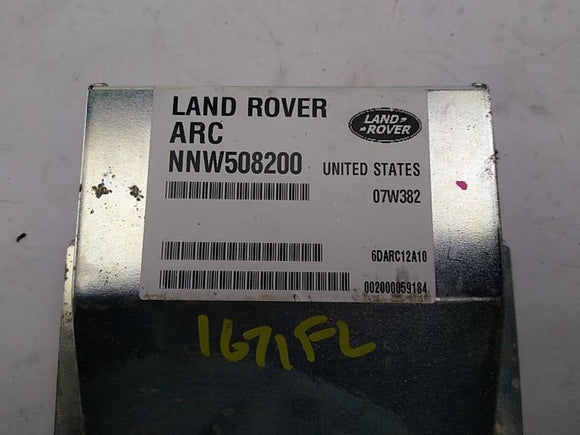 LAND ROVER
ARC
LAND-
-ROVER
NNW508200
UNITED STATES
07W382
6DARC12A10
002000059184
1671FL